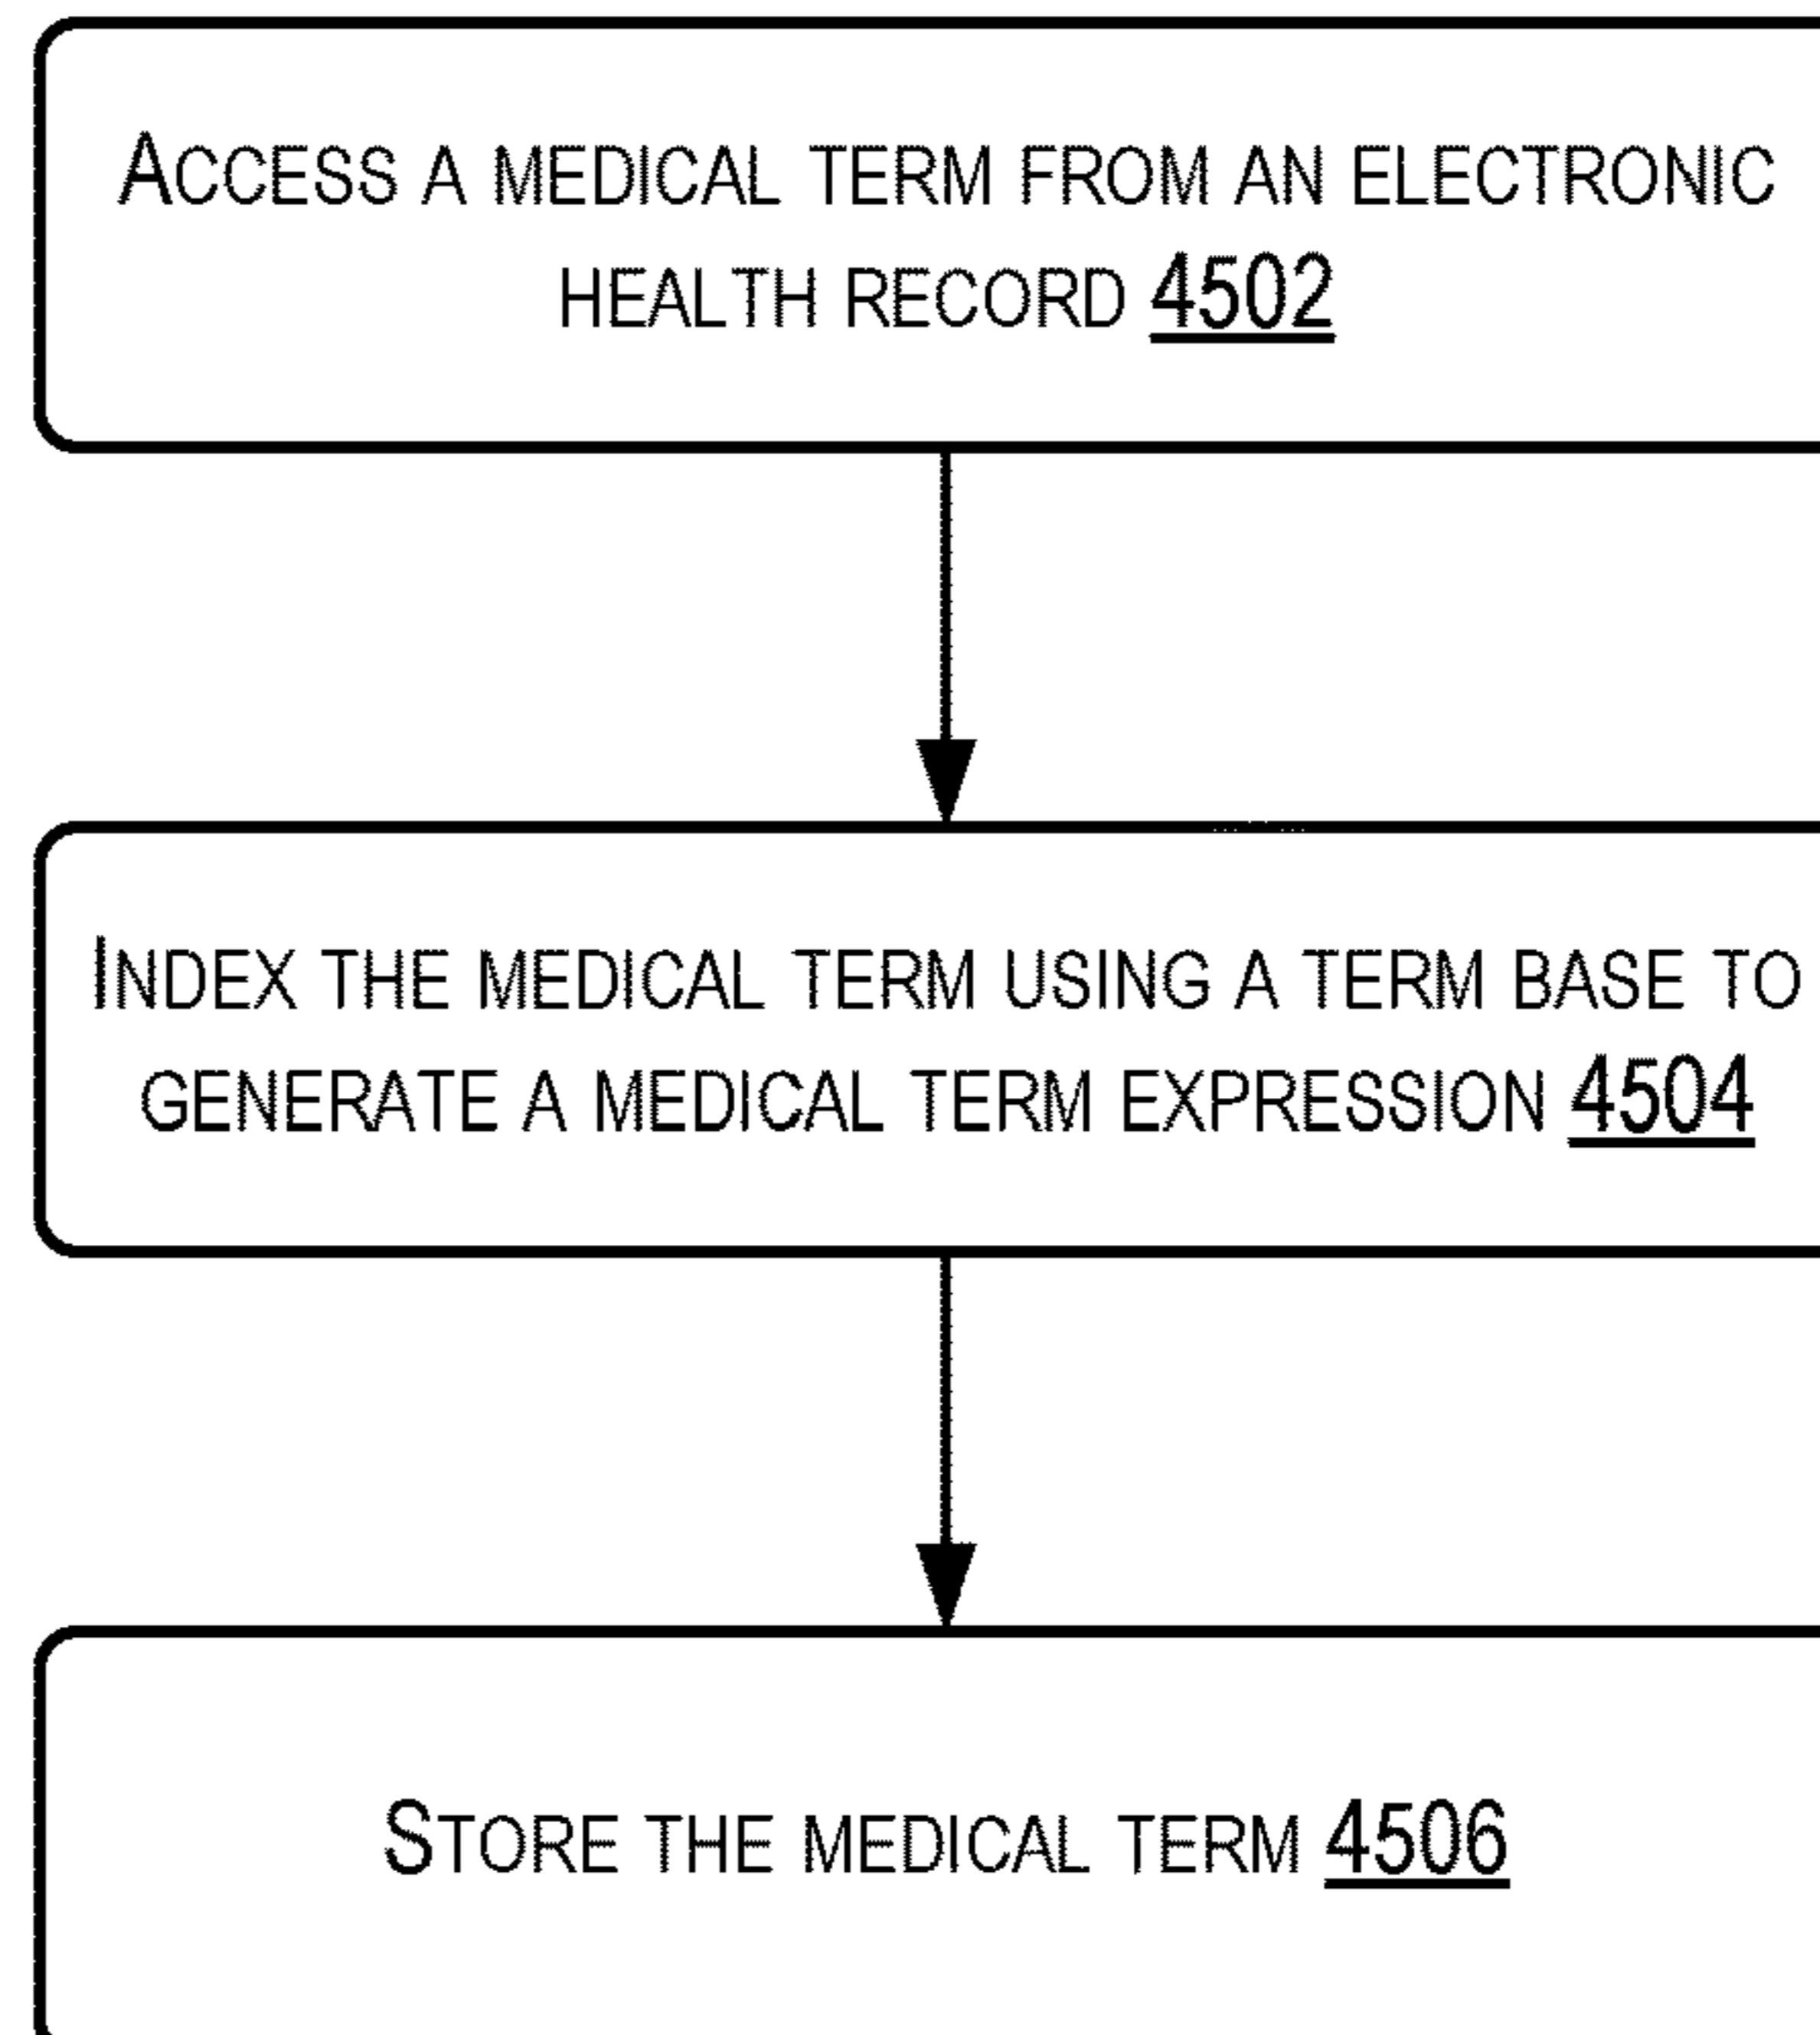 ACCESS A MEDICAL TERM FROM AN ELECTRONIC
HEALTH RECORD 4502
INDEX THE MEDICAL TERM USING A TERM BASE TO
GENERATE A MEDICAL TERM EXPRESSION 4504
STORE THE MEDICAL TERM 4506